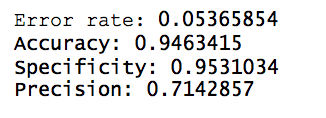 Error rate: 0.05365854
Accuracy: 0.9463415
Specificity: 0.9531034
Precision: 0.7142857